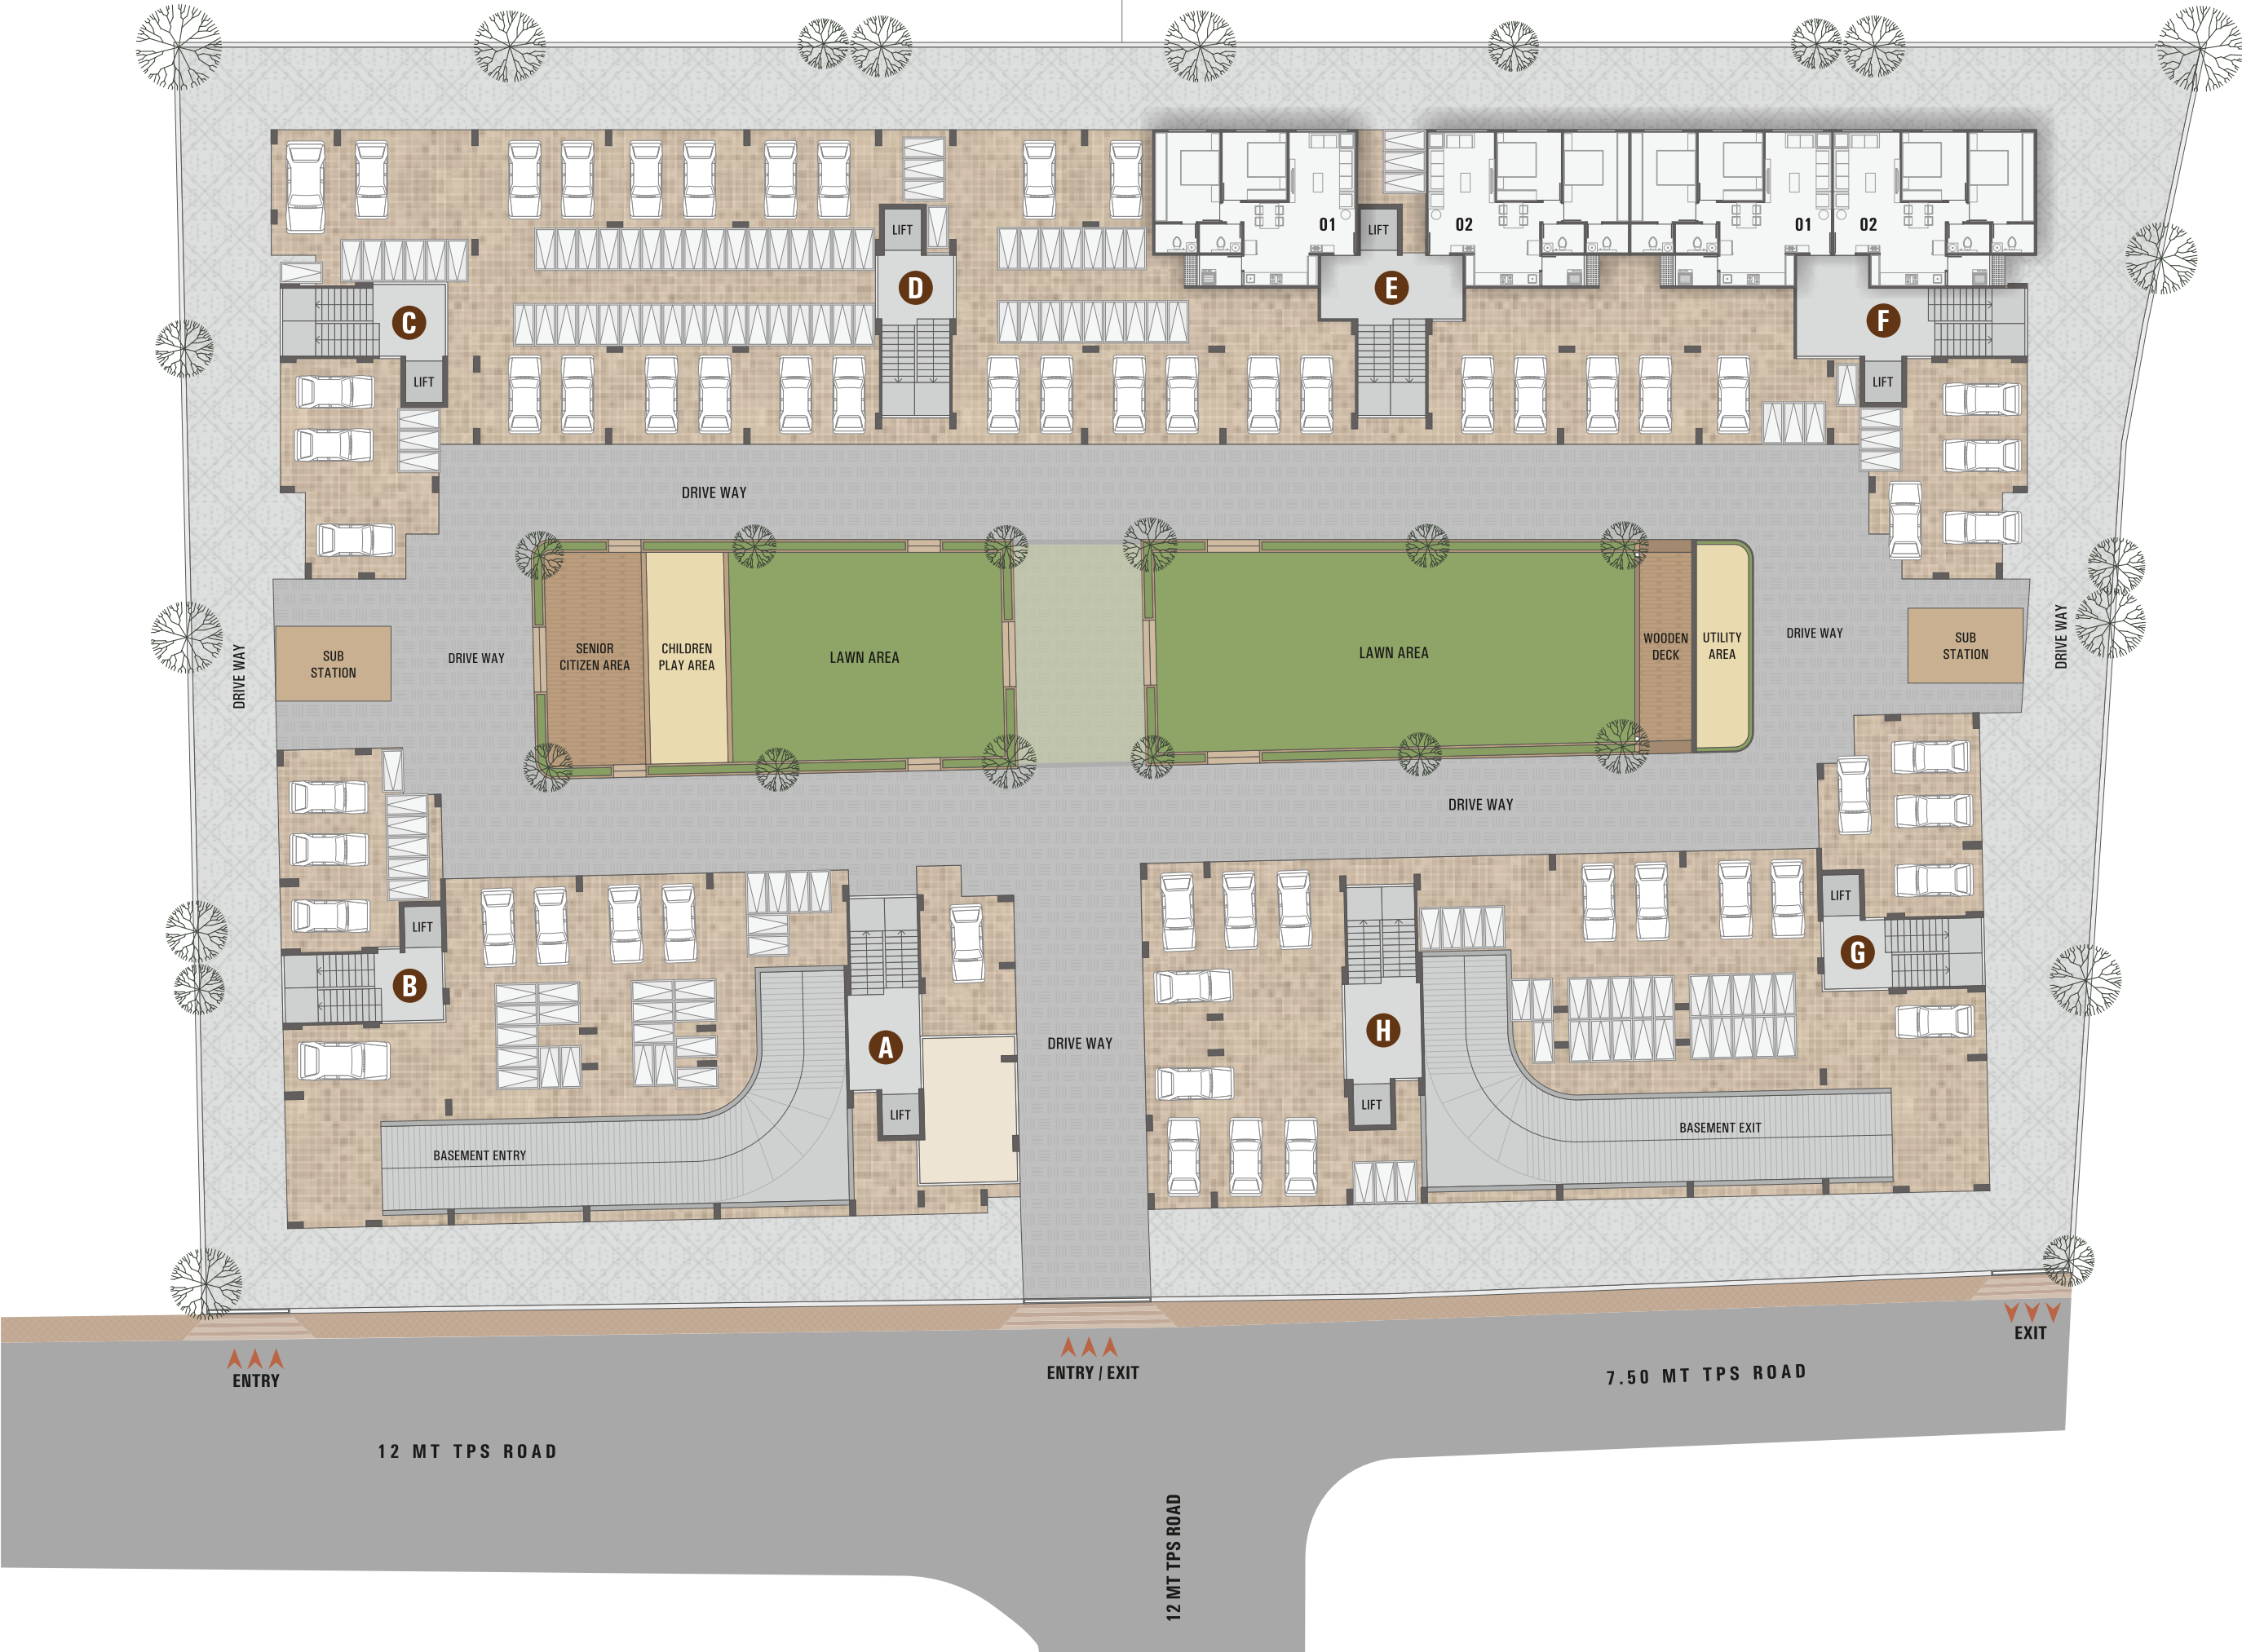 01
02
01
02
LIFT
LIFT
D
E
C
F
LIFT
LIFT
DRIVE WAY
DRIVE WAY
SUB
STATION
DRIVE WAY
SENIOR
CITIZEN AREA
CHILDREN
PLAY AREA
LAWN AREA
LAWN AREA
WOODEN
DECK
UTILITY
AREA
DRIVE WAY
SUB
STATION
DRIVE WAY
DRIVE WAY
LIFT
LIFT
B
G
A
H
DRIVE WAY
LIFT
LIFT
BASEMENT ENTRY
BASEMENT EXIT
ENTRY
ENTRY / EXIT
EXIT
7.50 MT TPS ROAD
12 MT TPS ROAD
12 MT TPS ROAD